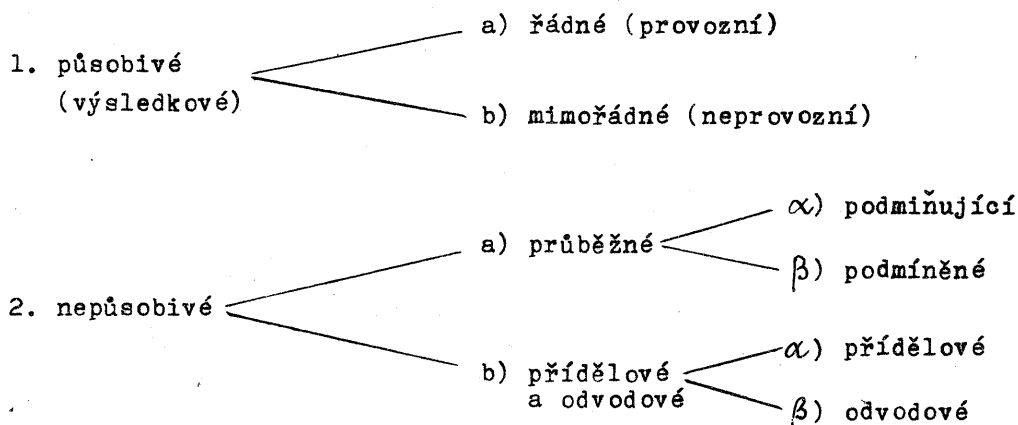 1. působivé
(výsledkové)
a) řádné (provozní)
b) mimořádné (neprovozní)
2. nepůsobivé
a) průběžné
α) podmiňující
β) podmíněné
b) přídělové
a odvodové
α) přídělové
β) odvodové